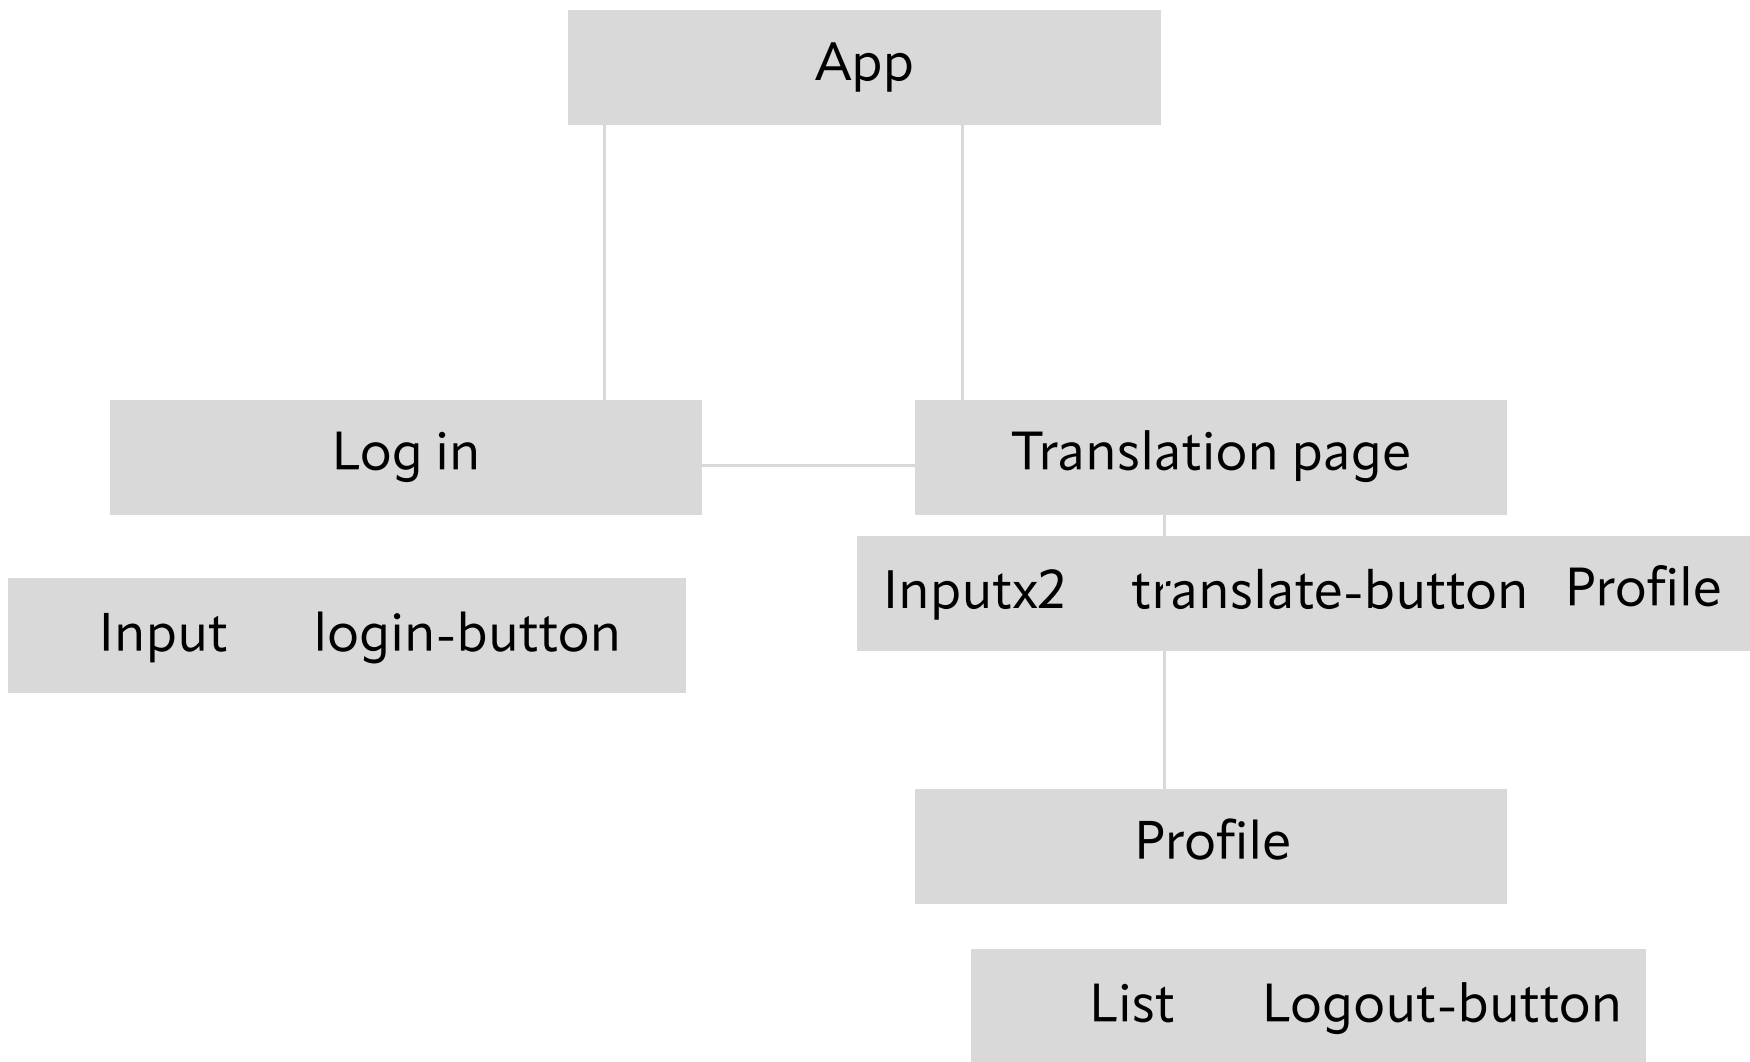 App
Log in
Translation page
Input login-button
Inputx2 translate-button Profile
Profile
List Logout-button